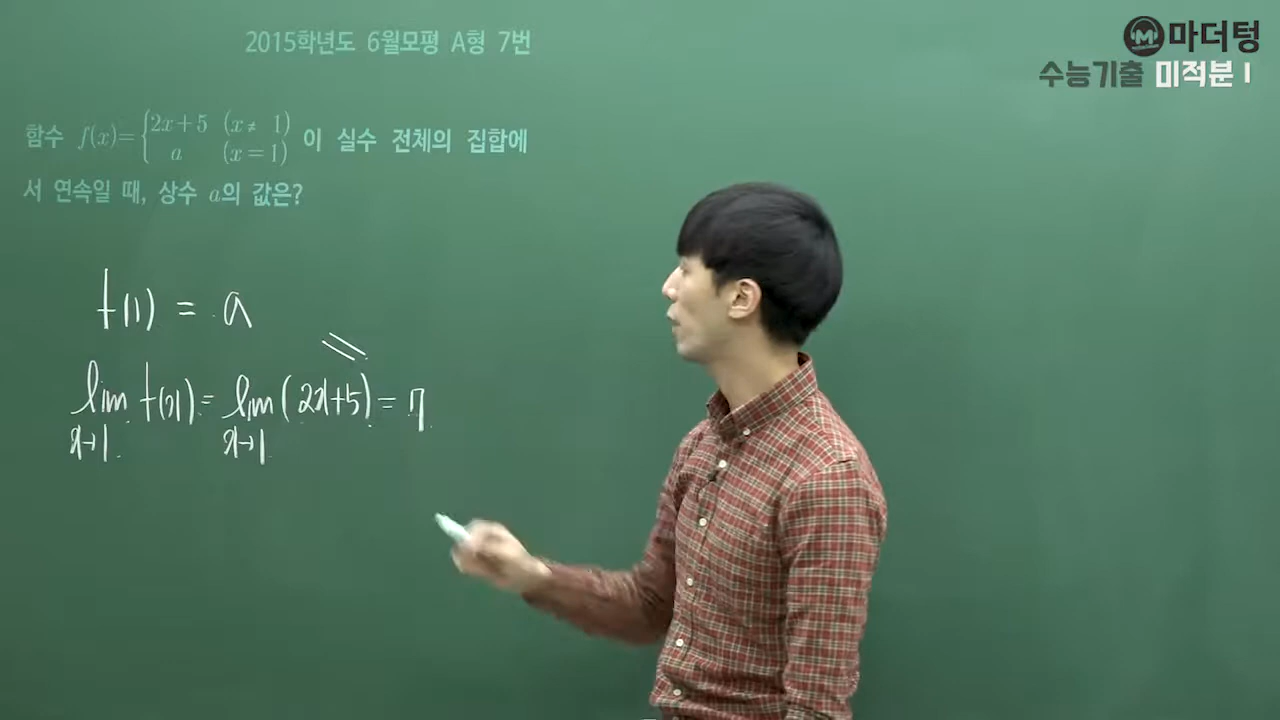 2015학년도 6월모평 A형 7번
마더텅
수능기출 미적분 I
함수 f(x)={2x+5 (x≠ 1)
a (x=1) 이 실수 전체의 집합에
서 연속일 때, 상수 a의 값은?
f(1) = a
lim f(x) = lim (2x+5) = 7
x→1 x→1